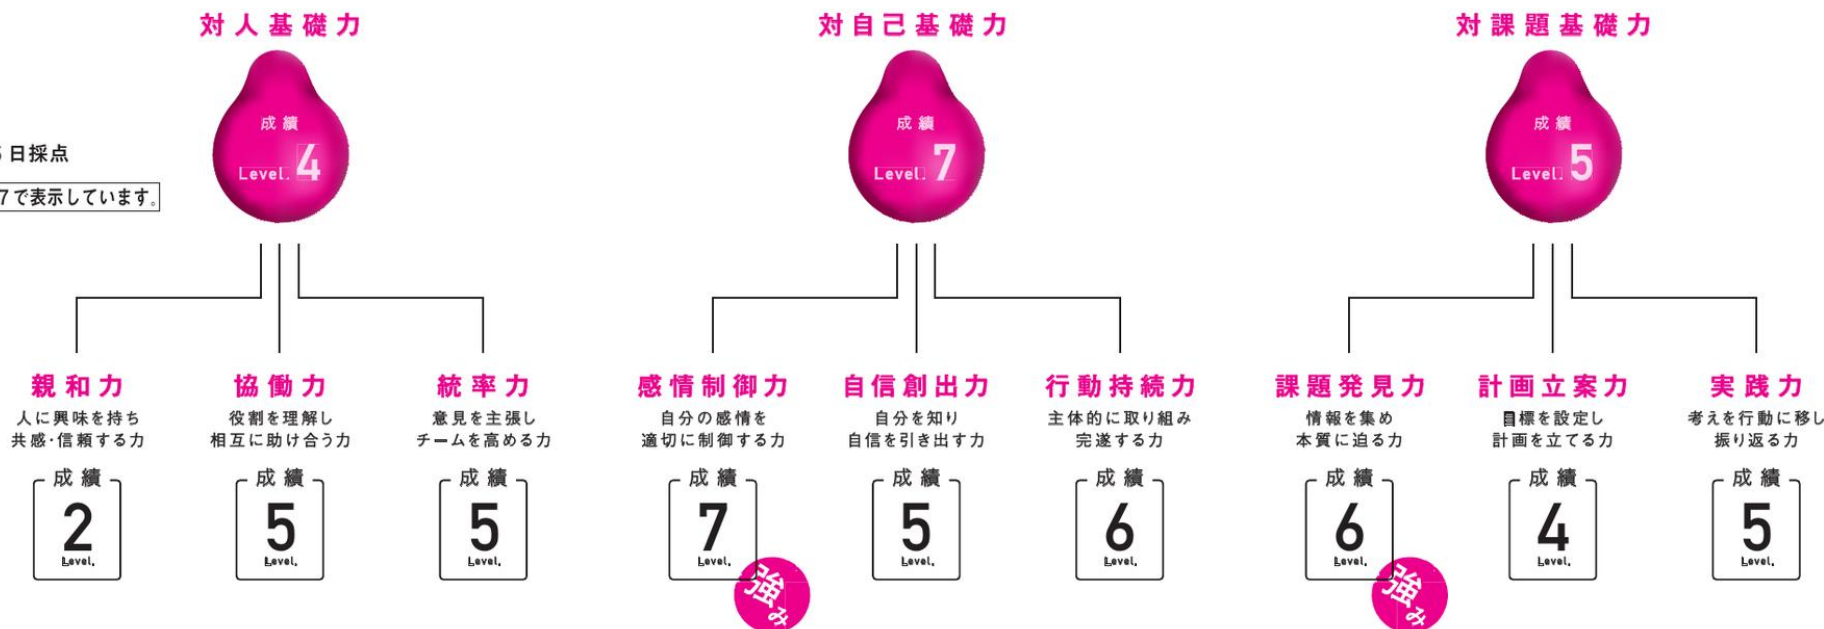 対人基礎力
対自己基礎力
対課題基礎力
成績
Level. 4
成績
Level. 7
成績
Level. 5
日採点
7で表示しています。
親和力
人に興味を持ち
共感・信頼する力
成績
2
Level.
協働力
役割を理解し
相互に助け合う力
成績
5
Level.
統率力
意見を主張し
チームを高める力
成績
5
Level.
感情制御力
自分の感情を
適切に制御する力
成績
7
Level.
強み
自信創出力
自分を知り
自信を引き出す力
成績
5
Level.
行動持続力
主体的に取り組み
完遂する力
成績
6
Level.
課題発見力
情報を集め
本質に迫る力
成績
6
Level.
強み
計画立案力
目標を設定し
計画を立てる力
成績
4
Level.
実践力
考えを行動に移し
振り返る力
成績
5
Level.